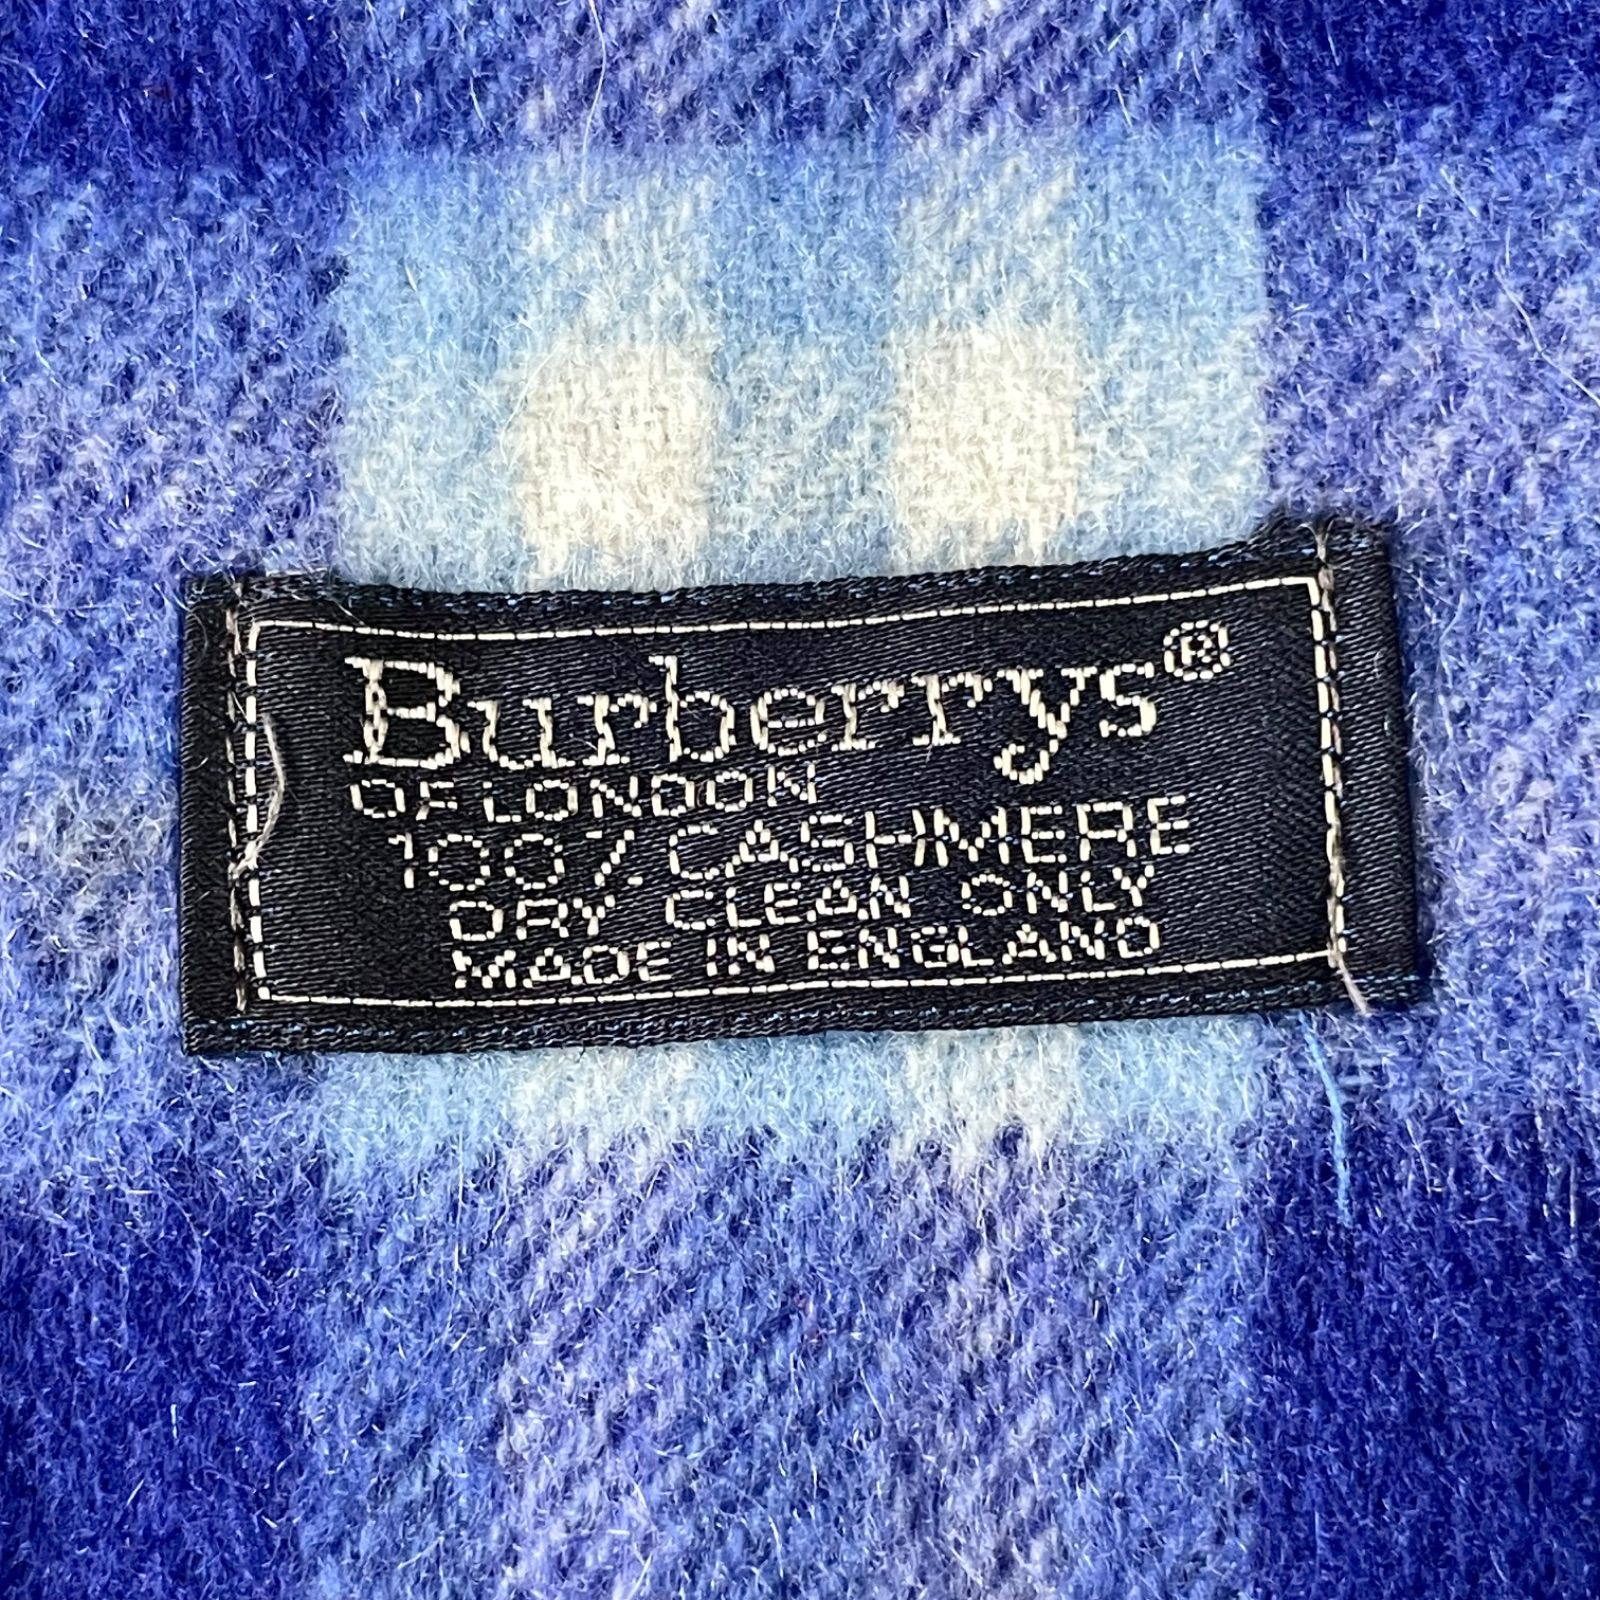 Burberrys®
OF LONDON
100% CASHMERE
DRY CLEAN ONLY
MADE IN ENGLAND